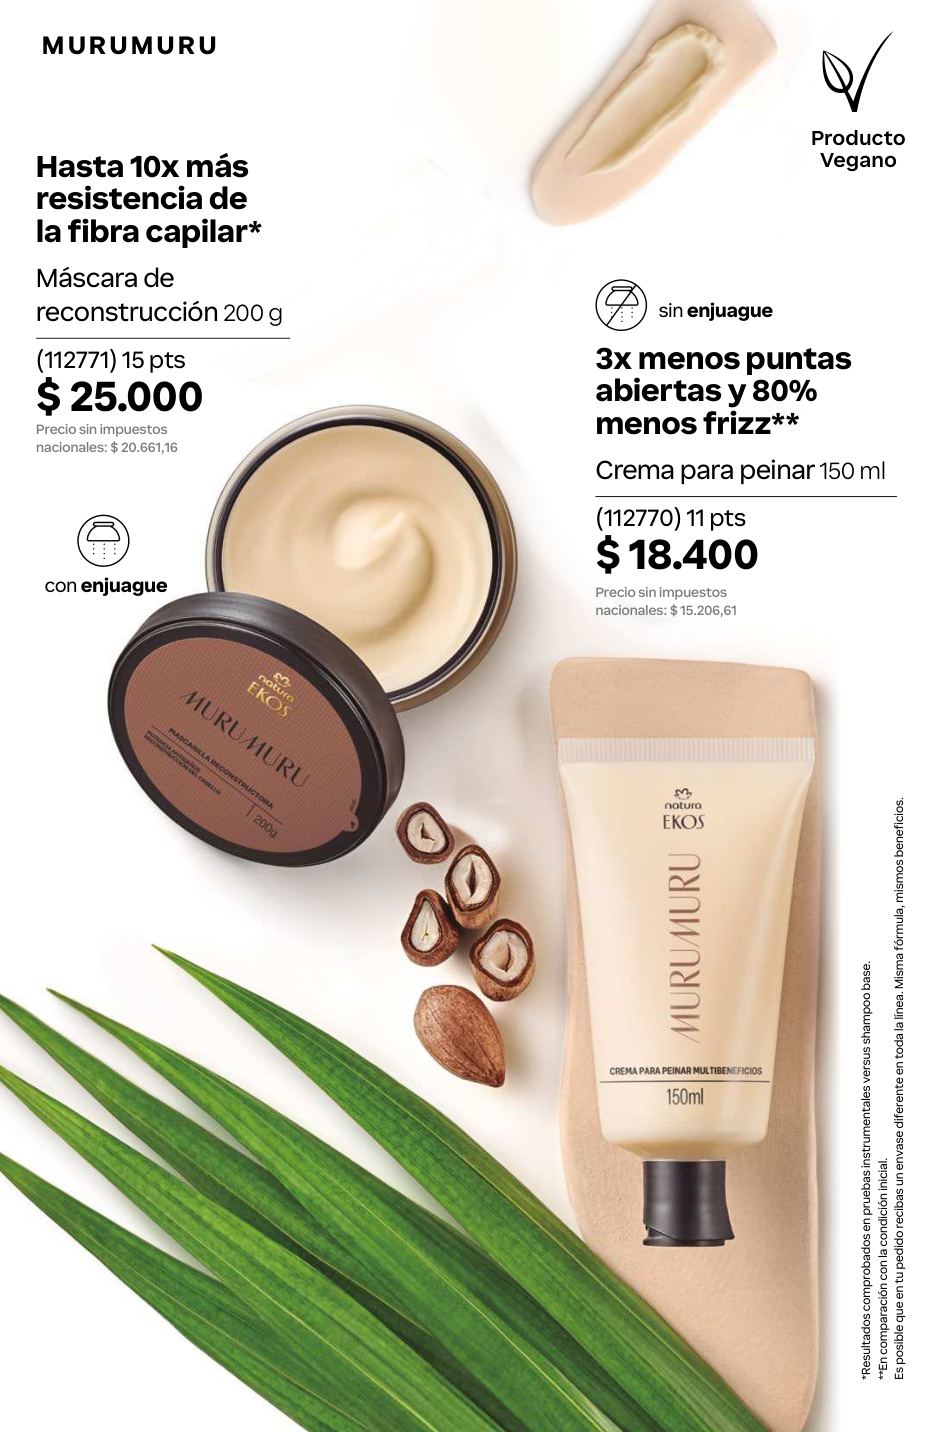 MURUMURU
Producto
Vegano
Hasta 10x más
resistencia de
la fibra capilar*
Máscara de
reconstrucción 200 g
(112771) 15 pts
$ 25.000
Precio sin impuestos
nacionales: $ 20.661,16
con enjuague
sin enjuague
3x menos puntas
abiertas y 80%
menos frizz**
Crema para peinar 150 ml
(112770) 11 pts
$ 18.400
Precio sin impuestos
nacionales: $ 15.206,61
natura
EKOS
MURUMURU
MASCARILLA RECONSTRUCTORA
POTENCIA ANTIDAÑOS
RECONSTRUCCIÓN DEL CABELLO
200g
natura
EKOS
MURUMURU
CREMA PARA PEINAR MULTIBENEFICIOS
150ml
*Resultados comprobados en pruebas instrumentales versus shampoo base.
**En comparación con la condición inicial.
Es posible que en tu pedido recibas un envase diferente en toda la línea. Misma fórmula, mismos beneficios.